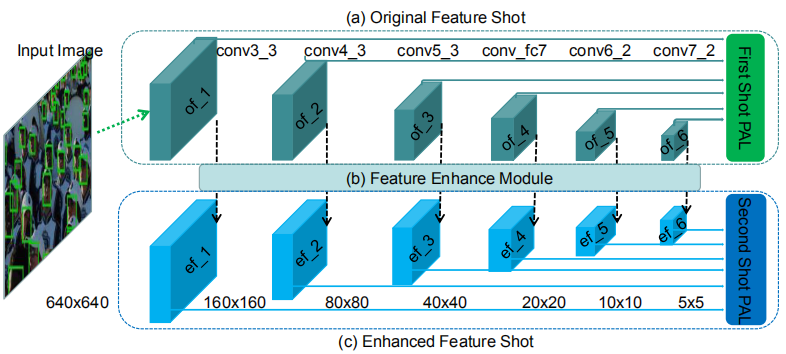 (a) Original Feature Shot
Input Image
conv3_3 conv4_3 conv5_3 conv_fc7 conv6_2 conv7_2
of_1 of_2 of_3 of_4 of_5 of_6
First Shot PAL
(b) Feature Enhance Module
ef_1 ef_2 ef_3 ef_4 ef_5 ef_6
Second Shot PAL
640x640 160x160 80x80 40x40 20x20 10x10 5x5
(c) Enhanced Feature Shot